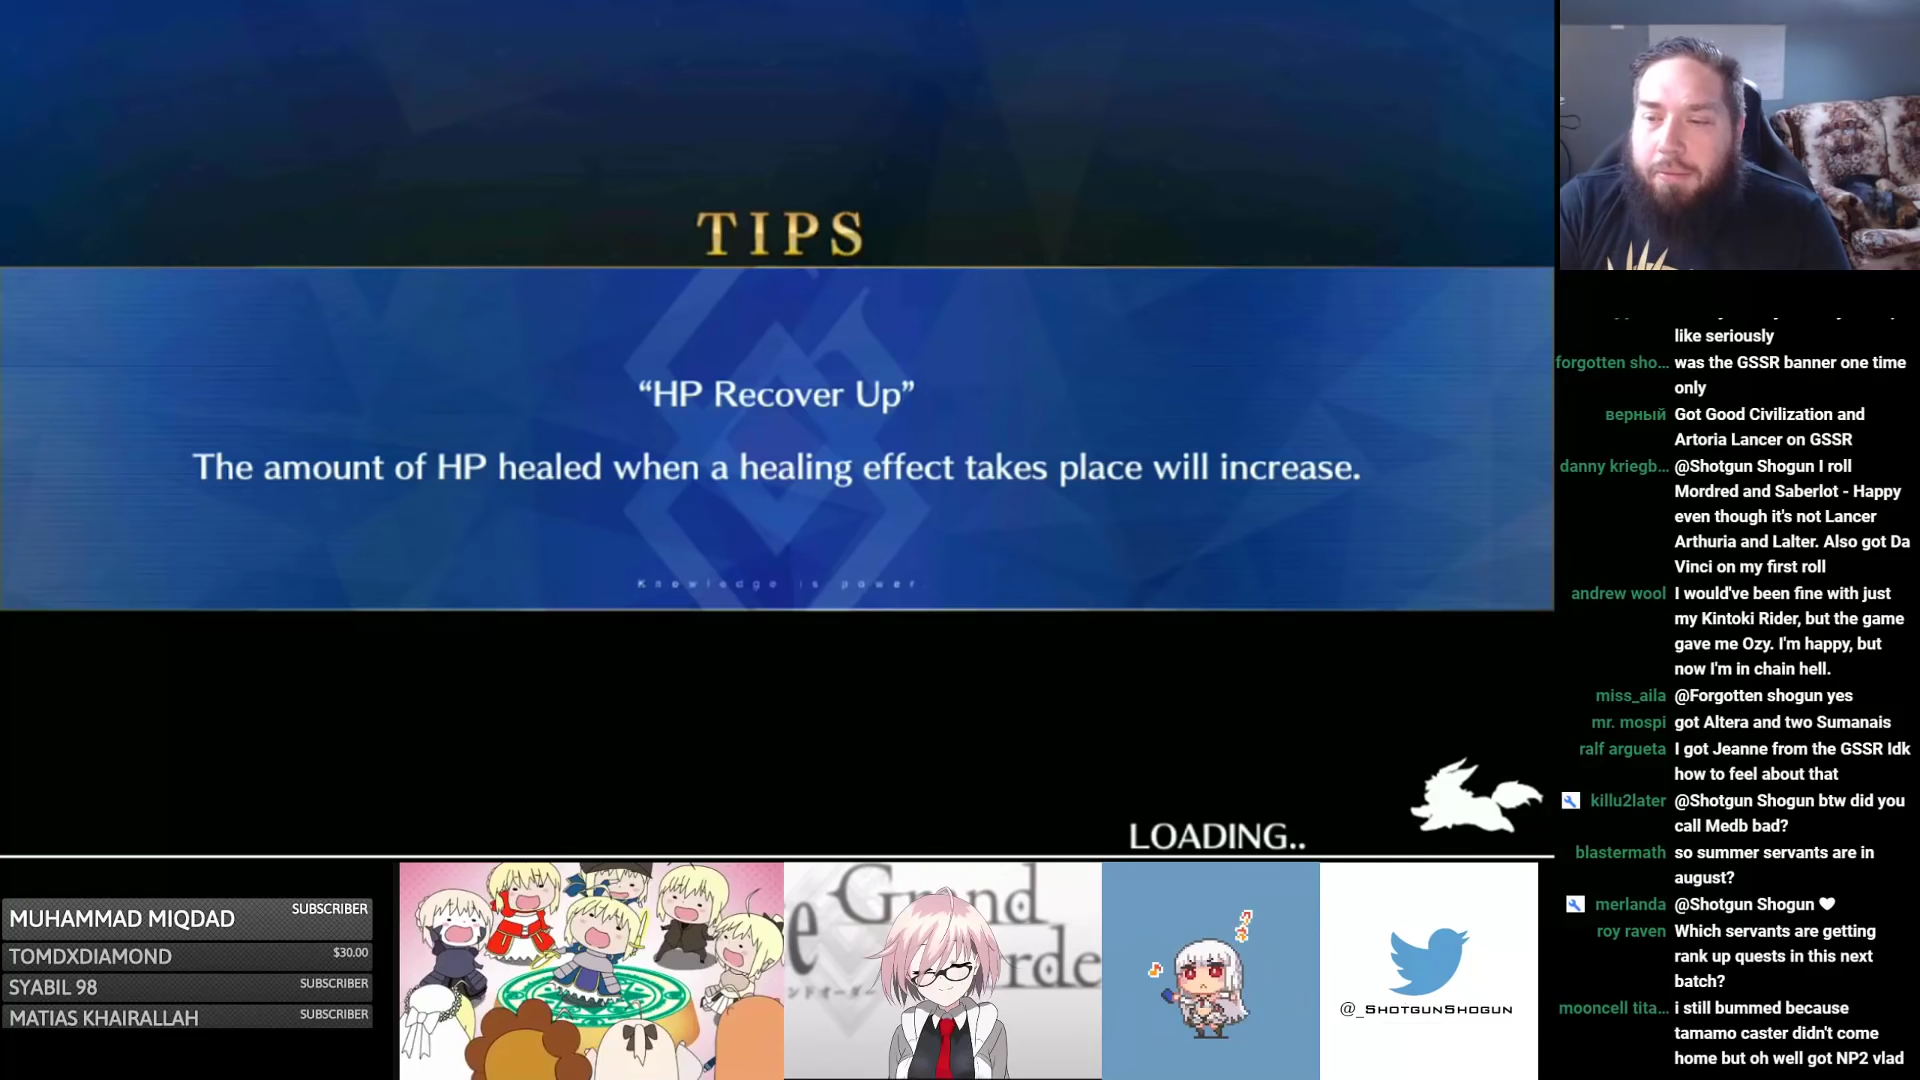 TIPS
“HP Recover Up”
The amount of HP healed when a healing effect takes place will increase.
Knowledge is power.
LOADING..
like seriously
forgotten sho... was the GSSR banner one time
only
верный Got Good Civilization and
Artoria Lancer on GSSR
danny kriegb... @Shotgun Shogun I roll
Mordred and Saberlot - Happy
even though it's not Lancer
Arthuria and Lalter. Also got Da
Vinci on my first roll
andrew wool I would've been fine with just
my Kintoki Rider, but the game
gave me Ozy. I'm happy, but
now I'm in chain hell.
miss_aila @Forgotten shogun yes
mr. mospi got Altera and two Sumanais
ralf argueta I got Jeanne from the GSSR Idk
how to feel about that
killu2later @Shotgun Shogun btw did you
call Medb bad?
blastermath so summer servants are in
august?
merlanda @Shotgun Shogun 🤍
roy raven Which servants are getting
rank up quests in this next
batch?
mooncell tita... i still bummed because
tamamo caster didn't come
home but oh well got NP2 vlad
MUHAMMAD MIQDAD SUBSCRIBER
TOMDXDIAMOND $30.00
SYABIL 98 SUBSCRIBER
MATIAS KHAIRALLAH SUBSCRIBER
e Grand
rde
ンドオーダー
@_SHOTGUNSHOGUN